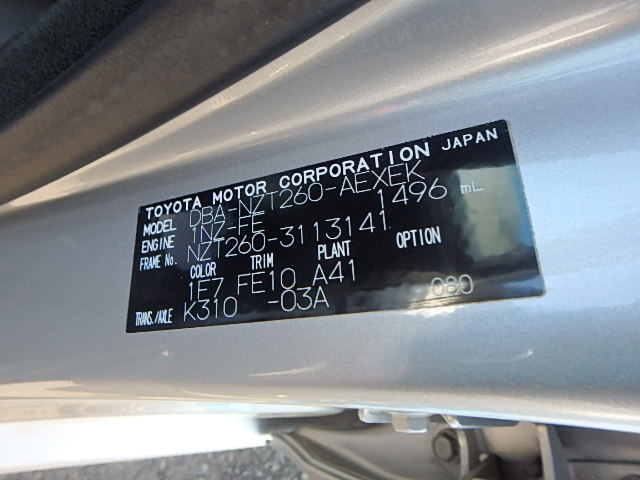 TOYOTA MOTOR CORPORATION JAPAN
MODEL DBA-NZT260-AEXEK
ENGINE 1NZ-FE 1496 mL
FRAME No. NZT260-3113141
COLOR TRIM PLANT OPTION
1E7 FE10 A41
TRANS./AXLE K310 -03A 080